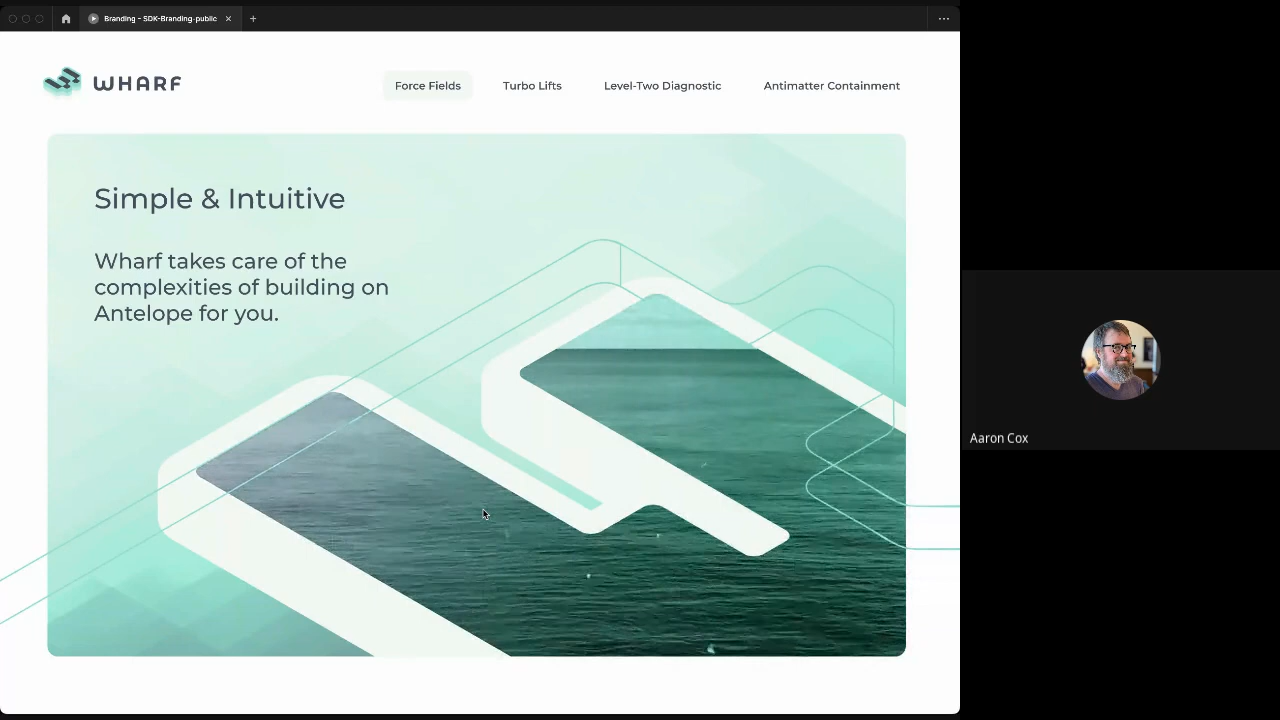 Branding - SDK-Branding-public
WHARF
Force Fields
Turbo Lifts
Level-Two Diagnostic
Antimatter Containment
Simple & Intuitive
Wharf takes care of the
complexities of building on
Antelope for you.
Aaron Cox